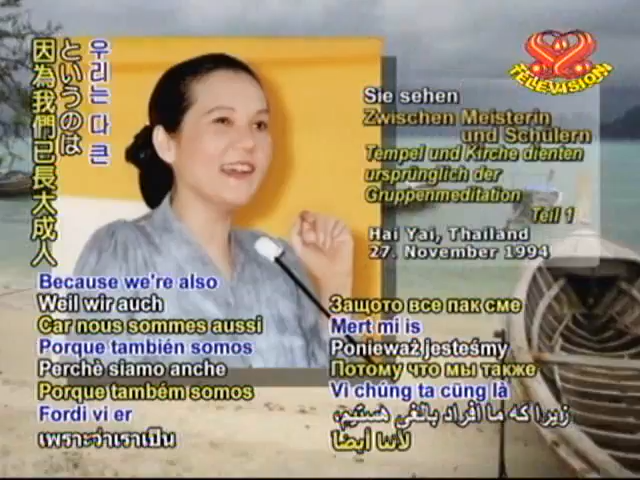 우리는 다 큰
というのは
因為我們已長大成人
TELEVISION
Sie sehen
Zwischen Meisterin
und Schülern
Tempel und Kirche dienten
ursprünglich der
Gruppenmeditation
Teil 1
Hai Yai, Thailand
27. November 1994
Because we're also
Weil wir auch
Car nous sommes aussi
Porque también somos
Perchè siamo anche
Porque também somos
Fordi vi er
เพราะว่าเราเป็น
Защото все пак сме
Mert mi is
Ponieważ jesteśmy
Потому что мы также
Vì chúng ta cũng là
زیرا که ما افراد بالغی هستیم،
لأننا أيضا